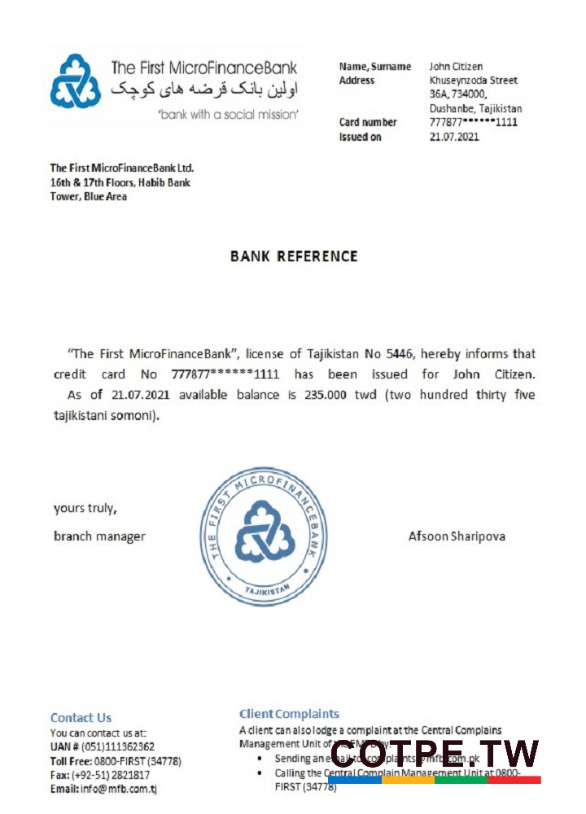 The First MicroFinanceBank
اولین بانک قرضه های کوچک
'bank with a social mission'
Name, Surname John Citizen
Address Khuseynzoda Street
36A, 734000,
Dushanbe, Tajikistan
Card number 777877******1111
Issued on 21.07.2021
The First MicroFinanceBank Ltd.
16th & 17th Floors, Habib Bank
Tower, Blue Area
BANK REFERENCE
"The First MicroFinanceBank", license of Tajikistan No 5446, hereby informs that
credit card No 777877******1111 has been issued for John Citizen.
As of 21.07.2021 available balance is 235.000 twd (two hundred thirty five
tajikistani somoni).
yours truly,
branch manager
THE FIRST MICROFINANCEBANK
TAJIKISTAN
Afsoon Sharipova
Contact Us
You can contact us at:
UAN # (051)111362362
Toll Free: 0800-FIRST (34778)
Fax: (+92-51) 2821817
Email: info@mfb.com.tj
Client Complaints
A client can also lodge a complaint at the Central Complains
Management Unit of
• Sending an email to complaints@mfb.com.pk
• Calling the Central Complain Management Unit at 0800-
FIRST (34778)
COTPE.TW